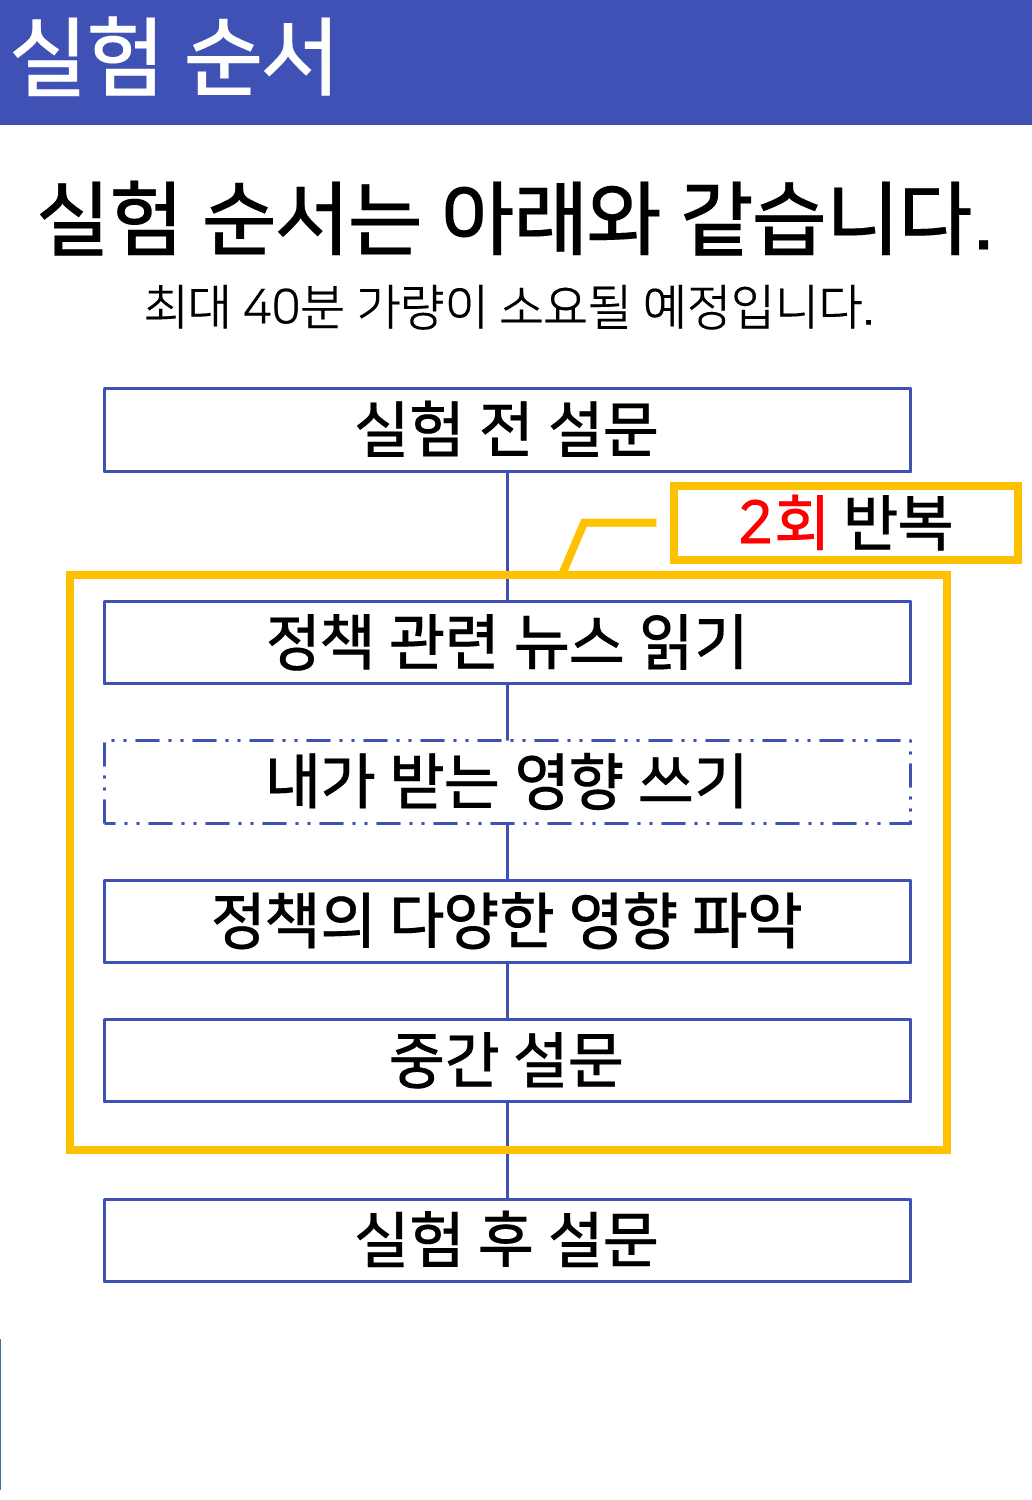 실험 순서
실험 순서는 아래와 같습니다.
최대 40분 가량이 소요될 예정입니다.
실험 전 설문
2회 반복
정책 관련 뉴스 읽기
내가 받는 영향 쓰기
정책의 다양한 영향 파악
중간 설문
실험 후 설문